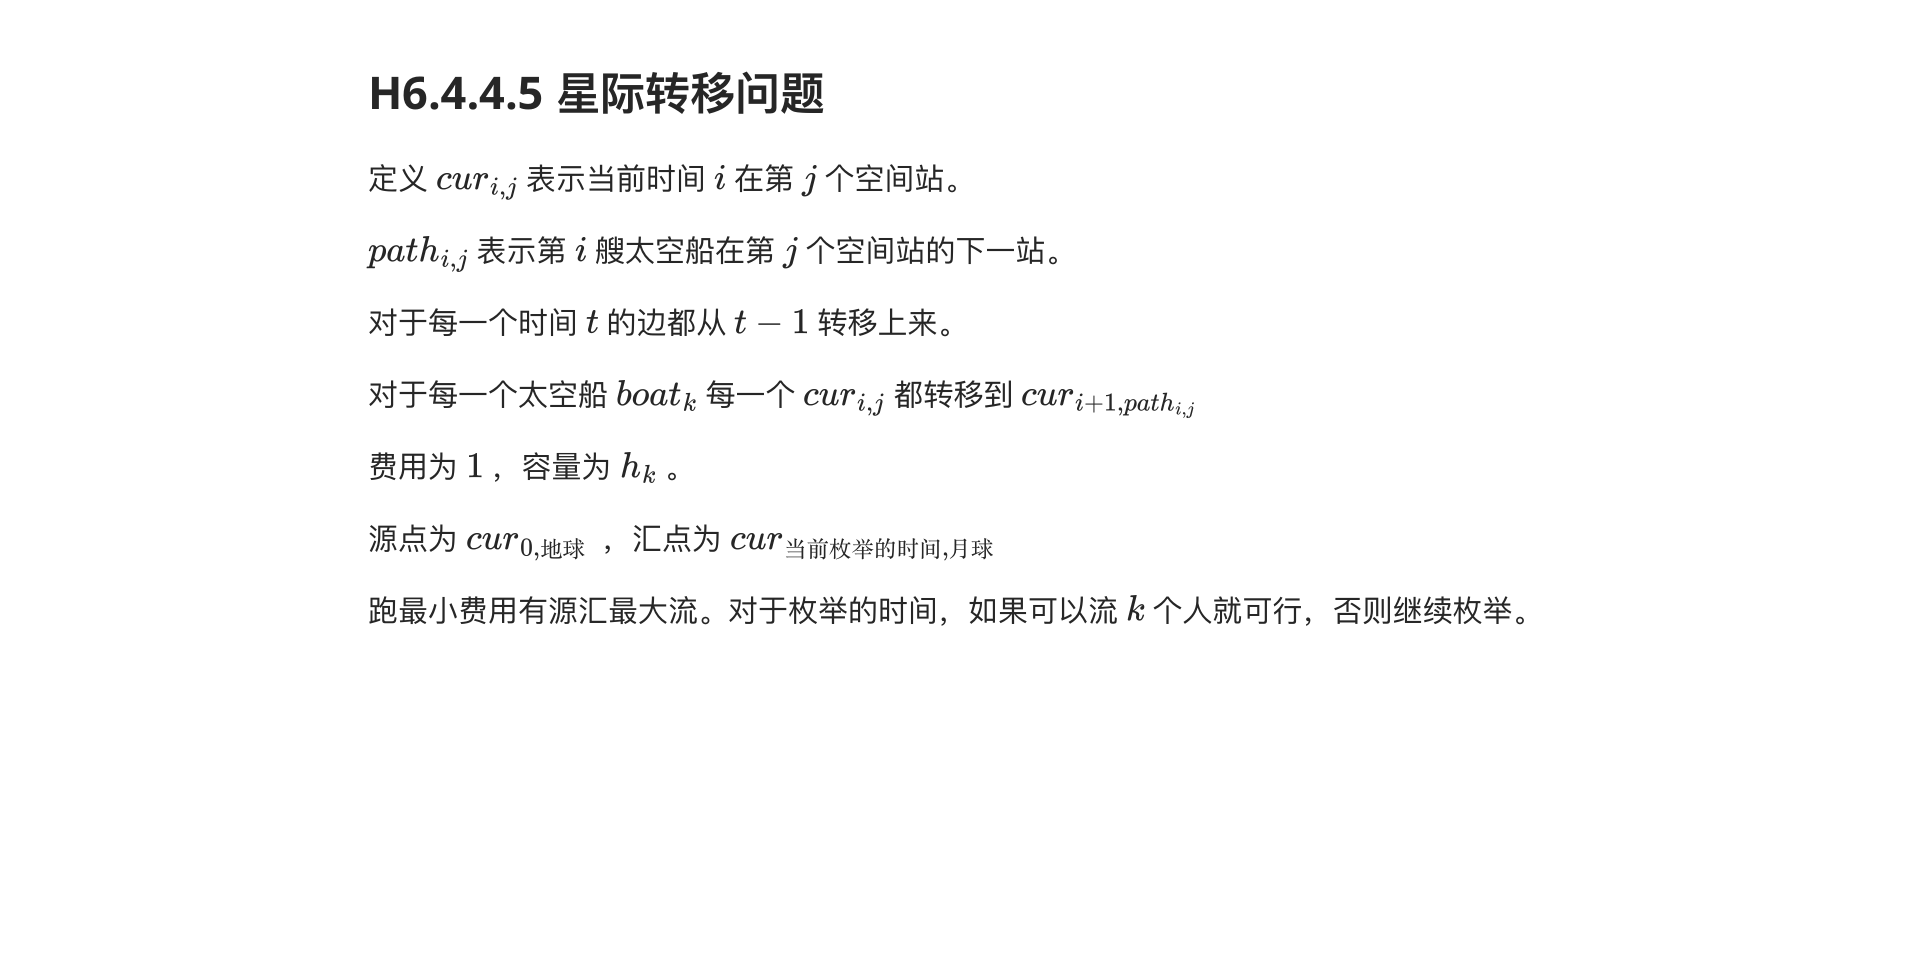 H6.4.4.5 星际转移问题
定义 $cur_{i,j}$ 表示当前时间 $i$ 在第 $j$ 个空间站。
$path_{i,j}$ 表示第 $i$ 艘太空船在第 $j$ 个空间站的下一站。
对于每一个时间 $t$ 的边都从 $t-1$ 转移上来。
对于每一个太空船 $boat_k$ 每一个 $cur_{i,j}$ 都转移到 $cur_{i+1,path_{i,j}}$
费用为 $1$ ，容量为 $h_k$ 。
源点为 $cur_{0,地球}$ ，汇点为 $cur_{当前枚举的时间,月球}$
跑最小费用有源汇最大流。对于枚举的时间，如果可以流 $k$ 个人就可行，否则继续枚举。